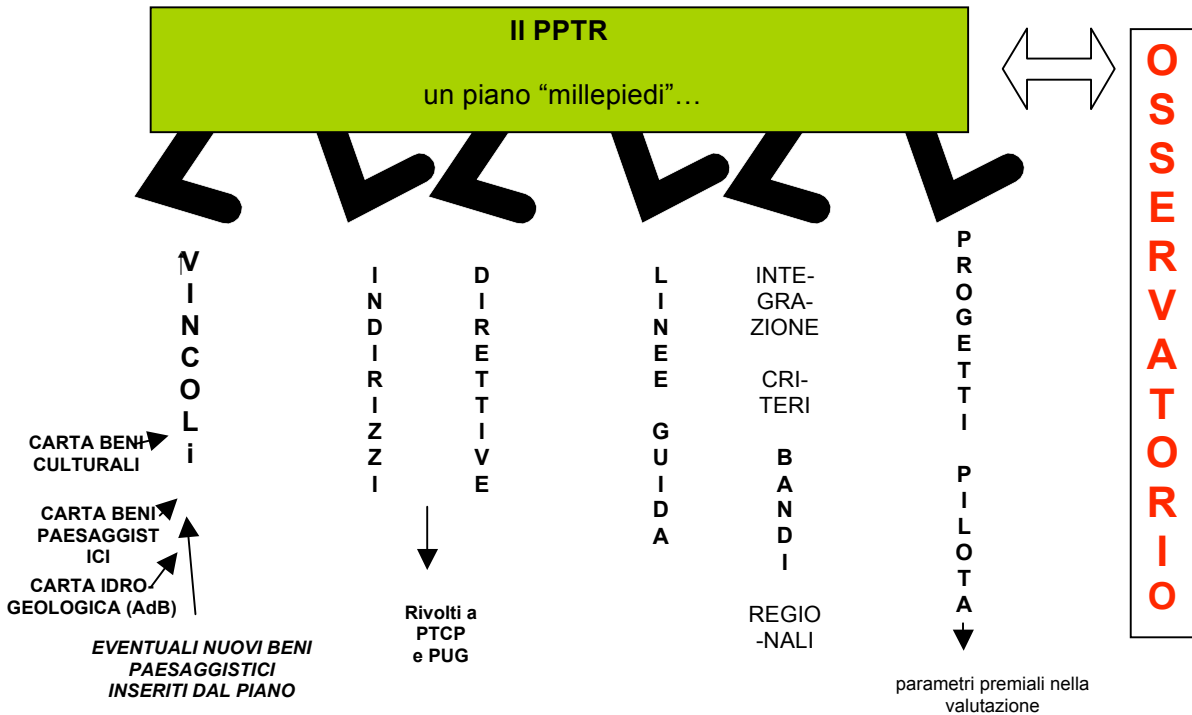 Il PPTR
un piano “millepiedi”…
OSSERVATORIO
VINCOLi
CARTA BENI
CULTURALI
CARTA BENI
PAESAGGIST
ICI
CARTA IDRO-
GEOLOGICA (AdB)
EVENTUALI NUOVI BENI
PAESAGGISTICI
INSERITI DAL PIANO
INDIRIZZI
DIRETTIVE
Rivolti a
PTCP
e PUG
LINEE GUIDA
INTE-
GRA-
ZIONE
CRI-
TERI
BANDI
REGIO
-NALI
PROGETTI PILOTA
parametri premiali nella
valutazione